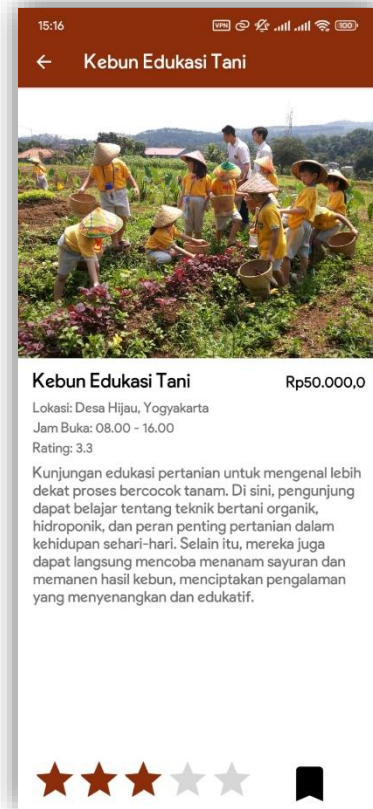 15:16
VPN
100
Kebun Edukasi Tani
Kebun Edukasi Tani
Rp50.000,0
Lokasi: Desa Hijau, Yogyakarta
Jam Buka: 08.00 - 16.00
Rating: 3.3
Kunjungan edukasi pertanian untuk mengenal lebih
dekat proses bercocok tanam. Di sini, pengunjung
dapat belajar tentang teknik bertani organik,
hidroponik, dan peran penting pertanian dalam
kehidupan sehari-hari. Selain itu, mereka juga
dapat langsung mencoba menanam sayuran dan
memanen hasil kebun, menciptakan pengalaman
yang menyenangkan dan edukatif.